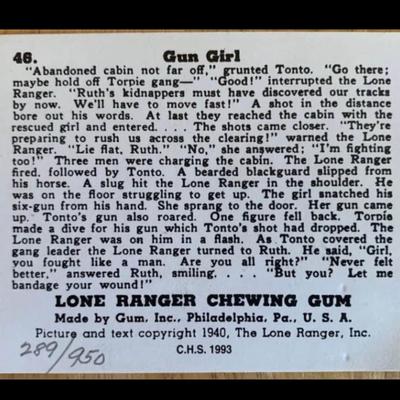 46. Gun Girl
"Abandoned cabin not far off," grunted Tonto. "Go there;
maybe hold off Torpie gang—" "Good!" interrupted the Lone
Ranger. "Ruth's kidnappers must have discovered our tracks
by now. We'll have to move fast!" A shot in the distance
bore out his words. At last they reached the cabin with the
rescued girl and entered. . . . The shots came closer. "They're
preparing to rush us across the clearing!" warned the Lone
Ranger. "Lie flat, Ruth." "No," she answered; "I'm fighting
too!" Three men were charging the cabin. The Lone Ranger
fired, followed by Tonto. A bearded blackguard slipped from
his horse. A slug hit the Lone Ranger in the shoulder. He
was on the floor struggling to get up. The girl snatched his
six-gun from his hand. She sprang to the door. Her gun came
up. Tonto's gun also roared. One figure fell back. Torpie
made a dive for his gun which Tonto's shot had dropped. The
Lone Ranger was on him in a flash. As Tonto covered the
gang leader the Lone Ranger turned to Ruth. He said, "Girl,
you fought like a man. Are you all right?" "Never felt
better," answered Ruth, smiling. . . . "But you? Let me
bandage your wound!"
LONE RANGER CHEWING GUM
Made by Gum, Inc., Philadelphia, Pa., U. S. A.
Picture and text copyright 1940, The Lone Ranger, Inc.
C.H.S. 1993
289/950